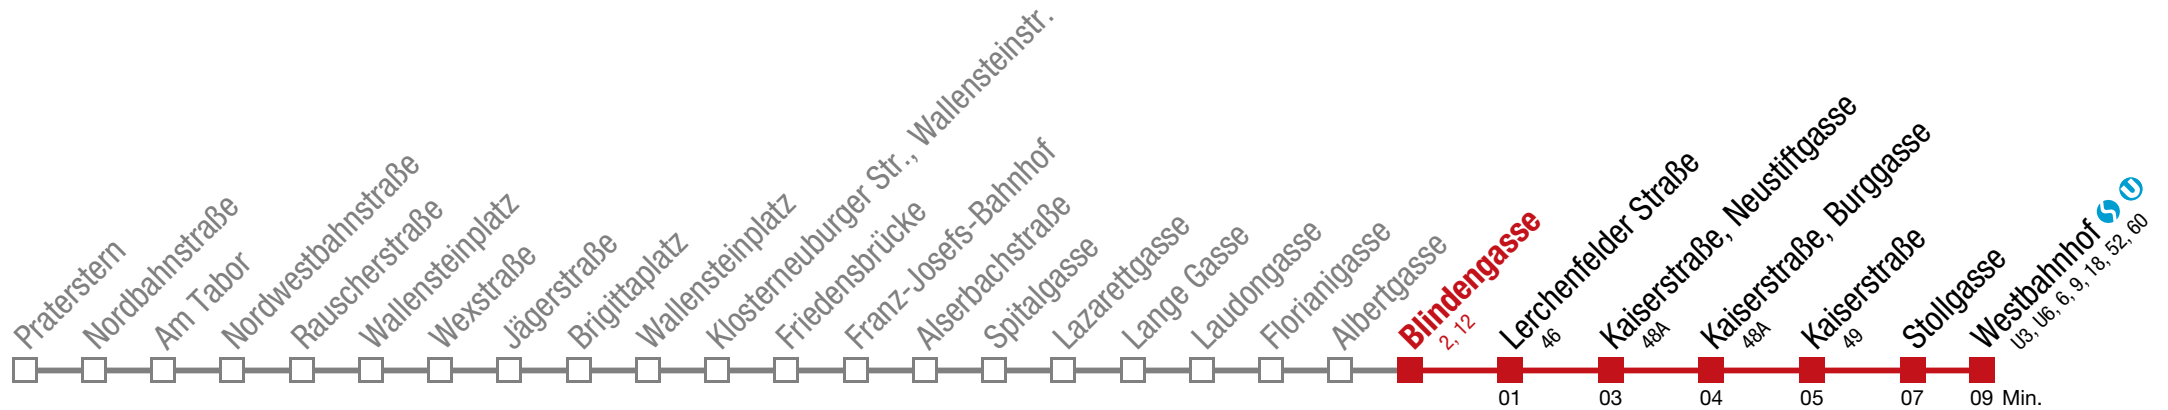 Praterstern
Nordbahnstraße
Am Tabor
Nordwestbahnstraße
Rauscherstraße
Wallensteinplatz
Wexstraße
Jägerstraße
Brigittaplatz
Wallensteinplatz
Klosterneuburger Str., Wallensteinstr.
Friedensbrücke
Franz-Josefs-Bahnhof
Alserbachstraße
Spitalgasse
Lazarettgasse
Lange Gasse
Laudongasse
Florianigasse
Albertgasse
Blindengasse
2, 12
Lerchenfelder Straße
46
Kaiserstraße, Neustiftgasse
48A
Kaiserstraße, Burggasse
48A
Kaiserstraße
49
Stollgasse
Westbahnhof S U
U3, U6, 6, 9, 18, 52, 60
01 03 04 05 07 09 Min.